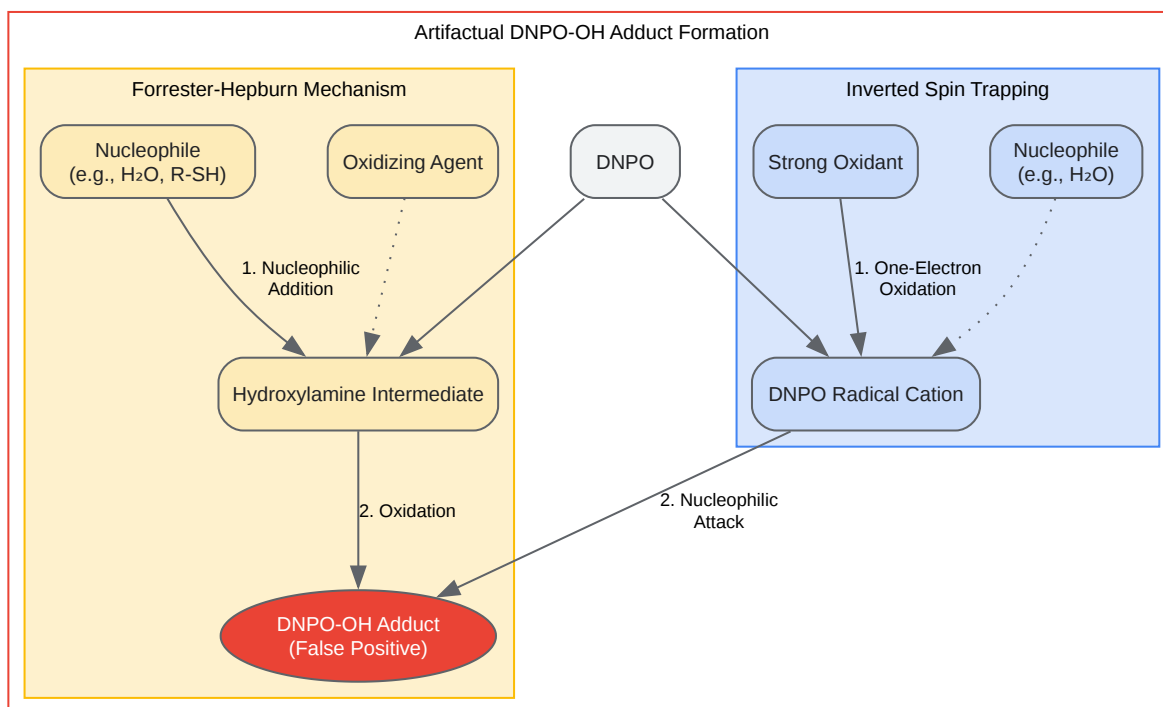 Artifactual DNPO-OH Adduct Formation
Forrester-Hepburn Mechanism
Inverted Spin Trapping
Nucleophile
(e.g., H₂O, R-SH)
Oxidizing Agent
DNPO
Strong Oxidant
Nucleophile
(e.g., H₂O)
1. Nucleophilic
Addition
1. One-Electron
Oxidation
Hydroxylamine Intermediate
DNPO Radical Cation
2. Oxidation
2. Nucleophilic
Attack
DNPO-OH Adduct
(False Positive)